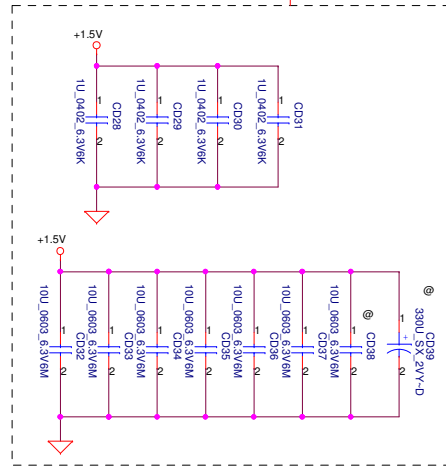 +1.5V
1U_0402_6.3V6K
1
2
CD28
1U_0402_6.3V6K
1
2
CD29
1U_0402_6.3V6K
1
2
CD30
1U_0402_6.3V6K
1
2
CD31
+1.5V
10U_0603_6.3V6M
1
2
CD32
10U_0603_6.3V6M
1
2
CD33
10U_0603_6.3V6M
1
2
CD34
10U_0603_6.3V6M
1
2
CD35
10U_0603_6.3V6M
1
2
CD36
10U_0603_6.3V6M
1
2
CD37
10U_0603_6.3V6M
1
2
@
CD38
@
1
+
2
330U_SX_2VY-D
CD39